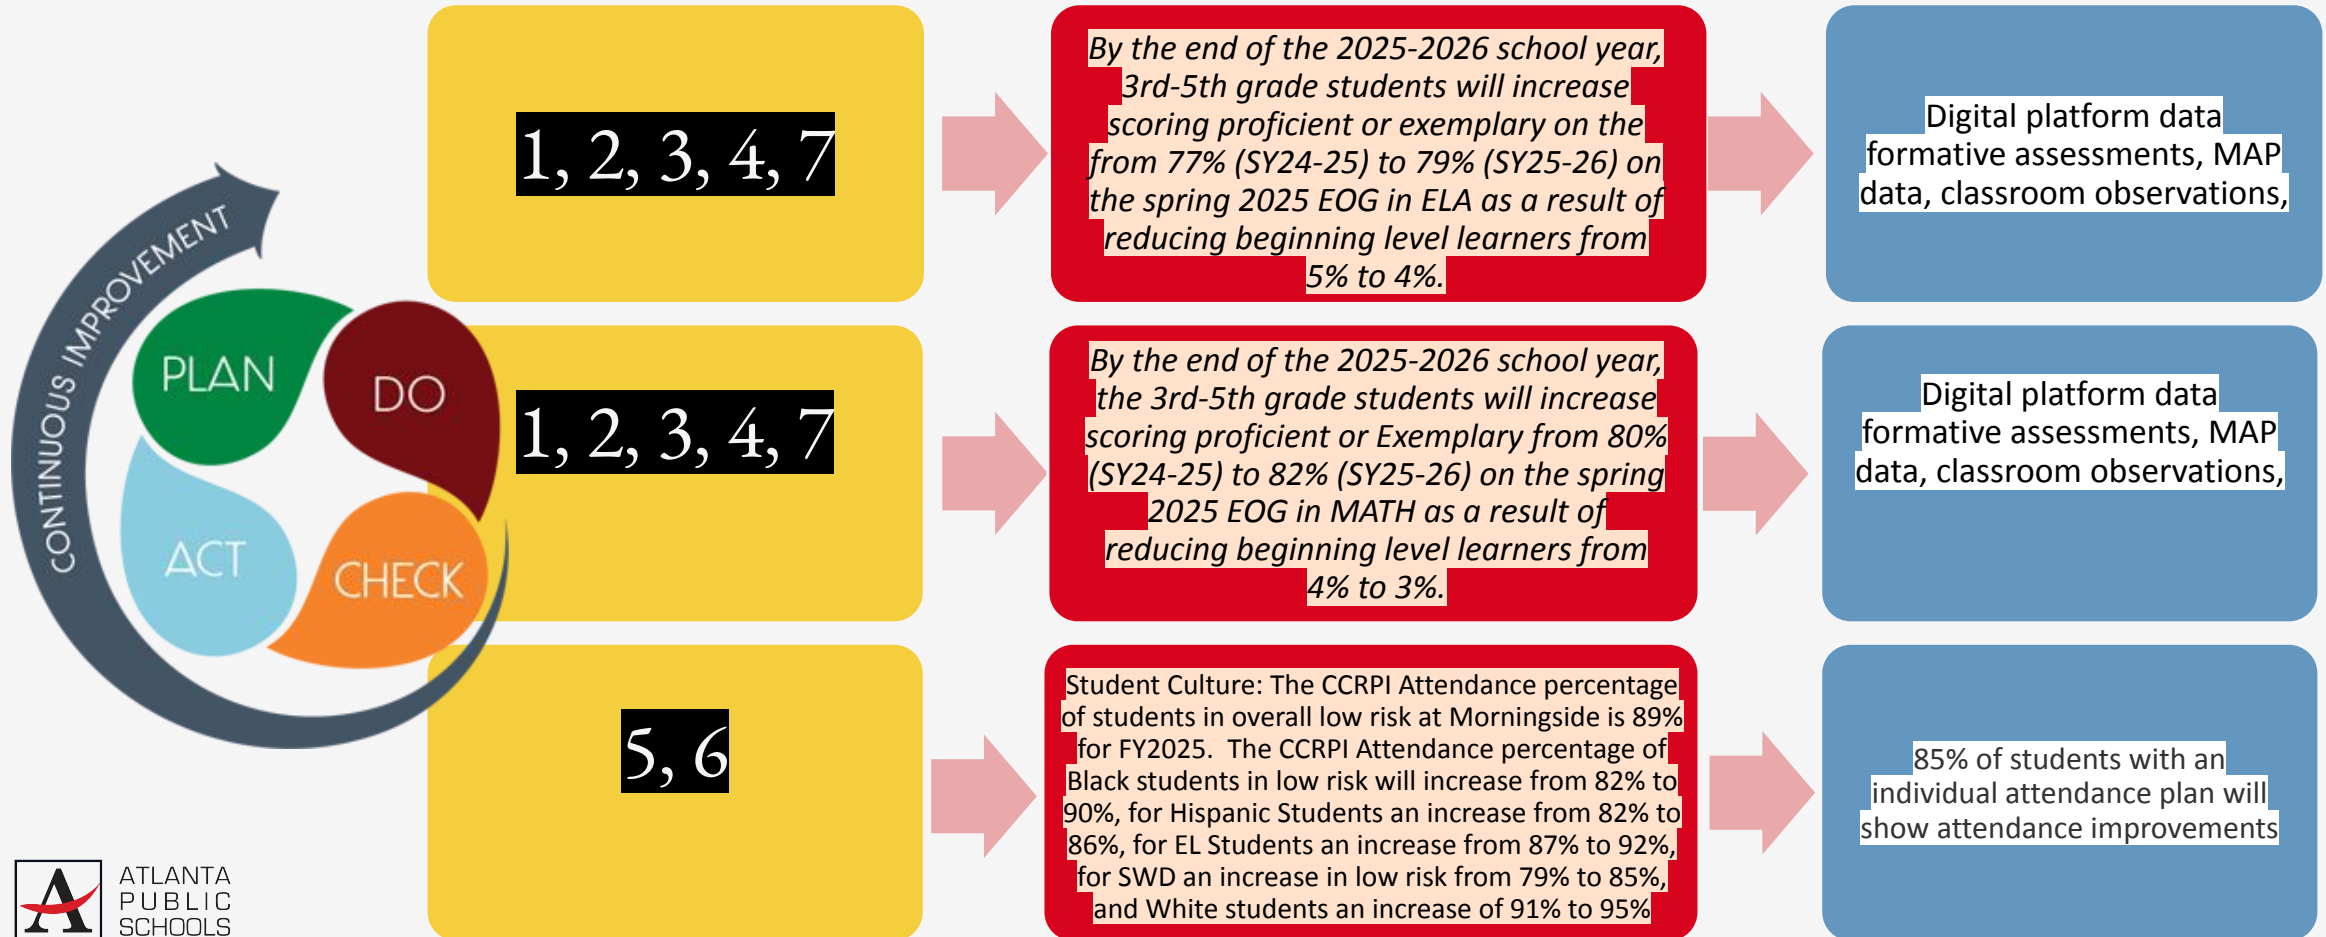 CONTINUOUS IMPROVEMENT
PLAN
DO
ACT
CHECK
1, 2, 3, 4, 7
By the end of the 2025-2026 school year,
3rd-5th grade students will increase
scoring proficient or exemplary on the
from 77% (SY24-25) to 79% (SY25-26) on
the spring 2025 EOG in ELA as a result of
reducing beginning level learners from
5% to 4%.
Digital platform data
formative assessments, MAP
data, classroom observations,
1, 2, 3, 4, 7
By the end of the 2025-2026 school year,
the 3rd-5th grade students will increase
scoring proficient or Exemplary from 80%
(SY24-25) to 82% (SY25-26) on the spring
2025 EOG in MATH as a result of
reducing beginning level learners from
4% to 3%.
Digital platform data
formative assessments, MAP
data, classroom observations,
5, 6
Student Culture: The CCRPI Attendance percentage
of students in overall low risk at Morningside is 89%
for FY2025. The CCRPI Attendance percentage of
Black students in low risk will increase from 82% to
90%, for Hispanic Students an increase from 82% to
86%, for EL Students an increase from 87% to 92%,
for SWD an increase in low risk from 79% to 85%,
and White students an increase of 91% to 95%
85% of students with an
individual attendance plan will
show attendance improvements
A
ATLANTA
PUBLIC
SCHOOLS